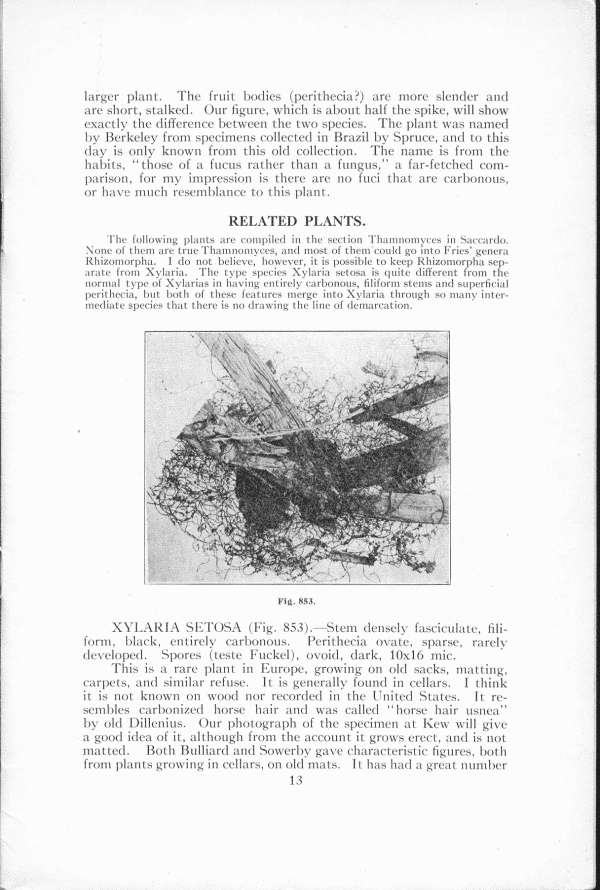 larger plant. The fruit bodies (perithecia?) are more slender and
are short, stalked. Our figure, which is about half the spike, will show
exactly the difference between the two species. The plant was named
by Berkeley from specimens collected in Brazil by Spruce, and to this
day is only known from this old collection. The name is from the
habits, “those of a fucus rather than a fungus,” a far-fetched com-
parison, for my impression is there are no fuci that are carbonous,
or have much resemblance to this plant.
RELATED PLANTS.
The following plants are compiled in the section Thamnomyces in Saccardo.
None of them are true Thamnomyces, and most of them could go into Fries’ genera
Rhizomorpha. I do not believe, however, it is possible to keep Rhizomorpha sep-
arate from Xylaria. The type species Xylaria setosa is quite different from the
normal type of Xylarias in having entirely carbonous, filiform stems and superficial
perithecia, but both of these features merge into Xylaria through so many inter-
mediate species that there is no drawing the line of demarcation.
Fig. 853.
XYLARIA SETOSA (Fig. 853).—Stem densely fasciculate, fili-
form, black, entirely carbonous. Perithecia ovate, sparse, rarely
developed. Spores (teste Fuckel), ovoid, dark, 10x16 mic.
This is a rare plant in Europe, growing on old sacks, matting,
carpets, and similar refuse. It is generally found in cellars. I think
it is not known on wood nor recorded in the United States. It re-
sembles carbonized horse hair and was called “horse hair usnea”
by old Dillenius. Our photograph of the specimen at Kew will give
a good idea of it, although from the account it grows erect, and is not
matted. Both Bulliard and Sowerby gave characteristic figures, both
from plants growing in cellars, on old mats. It has had a great number
13